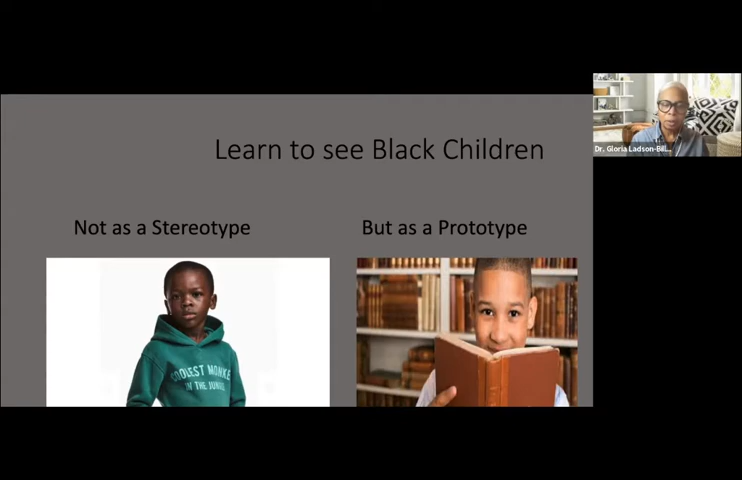 Learn to see Black Children
Dr. Gloria Ladson-Bil...
Not as a Stereotype
But as a Prototype
COOLEST MONKE
IN THE JUNG